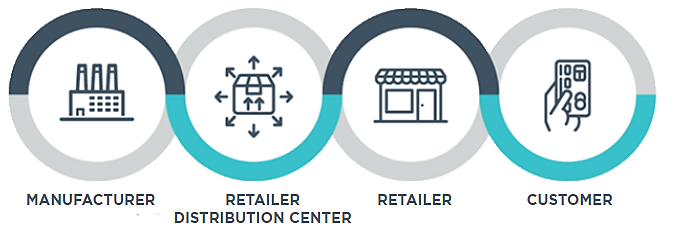 MANUFACTURER
RETAILER
DISTRIBUTION CENTER
RETAILER
CUSTOMER